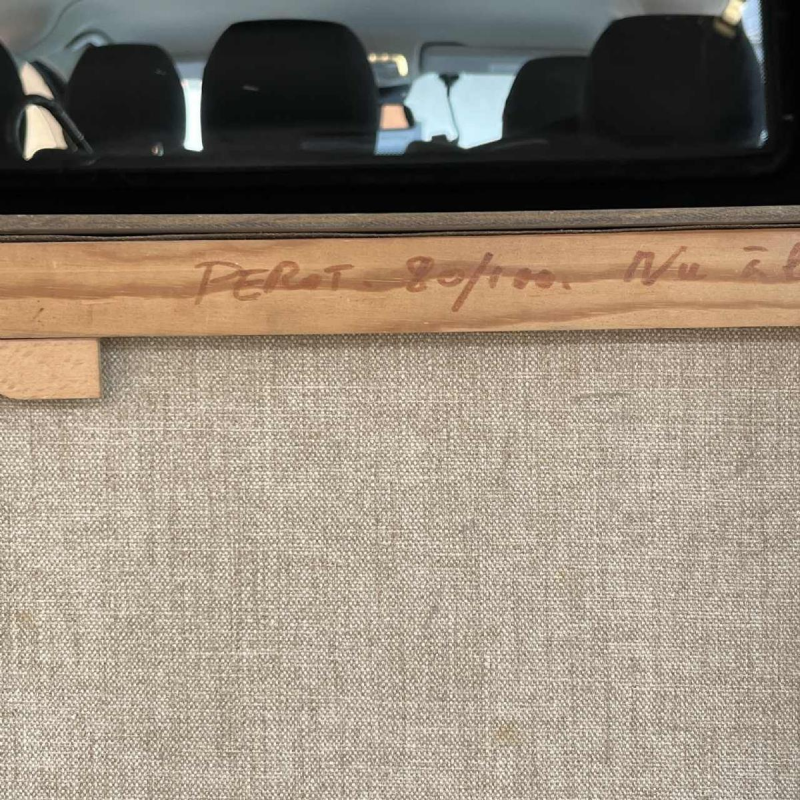 PEROT - 80/100. Nu à l